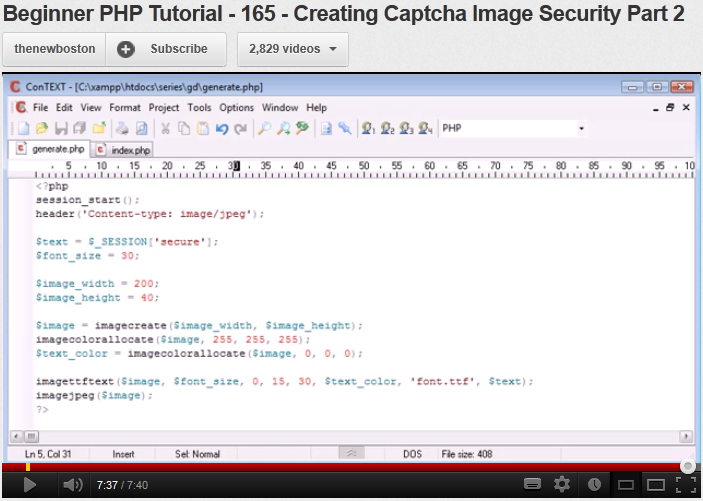 Beginner PHP Tutorial - 165 - Creating Captcha Image Security Part 2
thenewboston Subscribe 2,829 videos
ConTEXT - [C:\xampp\htdocs\series\gd\generate.php]
File Edit View Format Project Tools Options Window Help
PHP
generate.php index.php
5 10 15 20 25 30 35 40 45 50 55 60 65 70 75 80 85 90 95 10
<?php
session_start();
header('Content-type: image/jpeg');
$text = $_SESSION['secure'];
$font_size = 30;
$image_width = 200;
$image_height = 40;
$image = imagecreate($image_width, $image_height);
imagecolorallocate($image, 255, 255, 255);
$text_color = imagecolorallocate($image, 0, 0, 0);
imagettftext($image, $font_size, 0, 15, 30, $text_color, 'font.ttf', $text);
imagejpeg($image);
?>
Ln 5, Col 31 Insert Sel: Normal DOS File size: 408
7:37 / 7:40